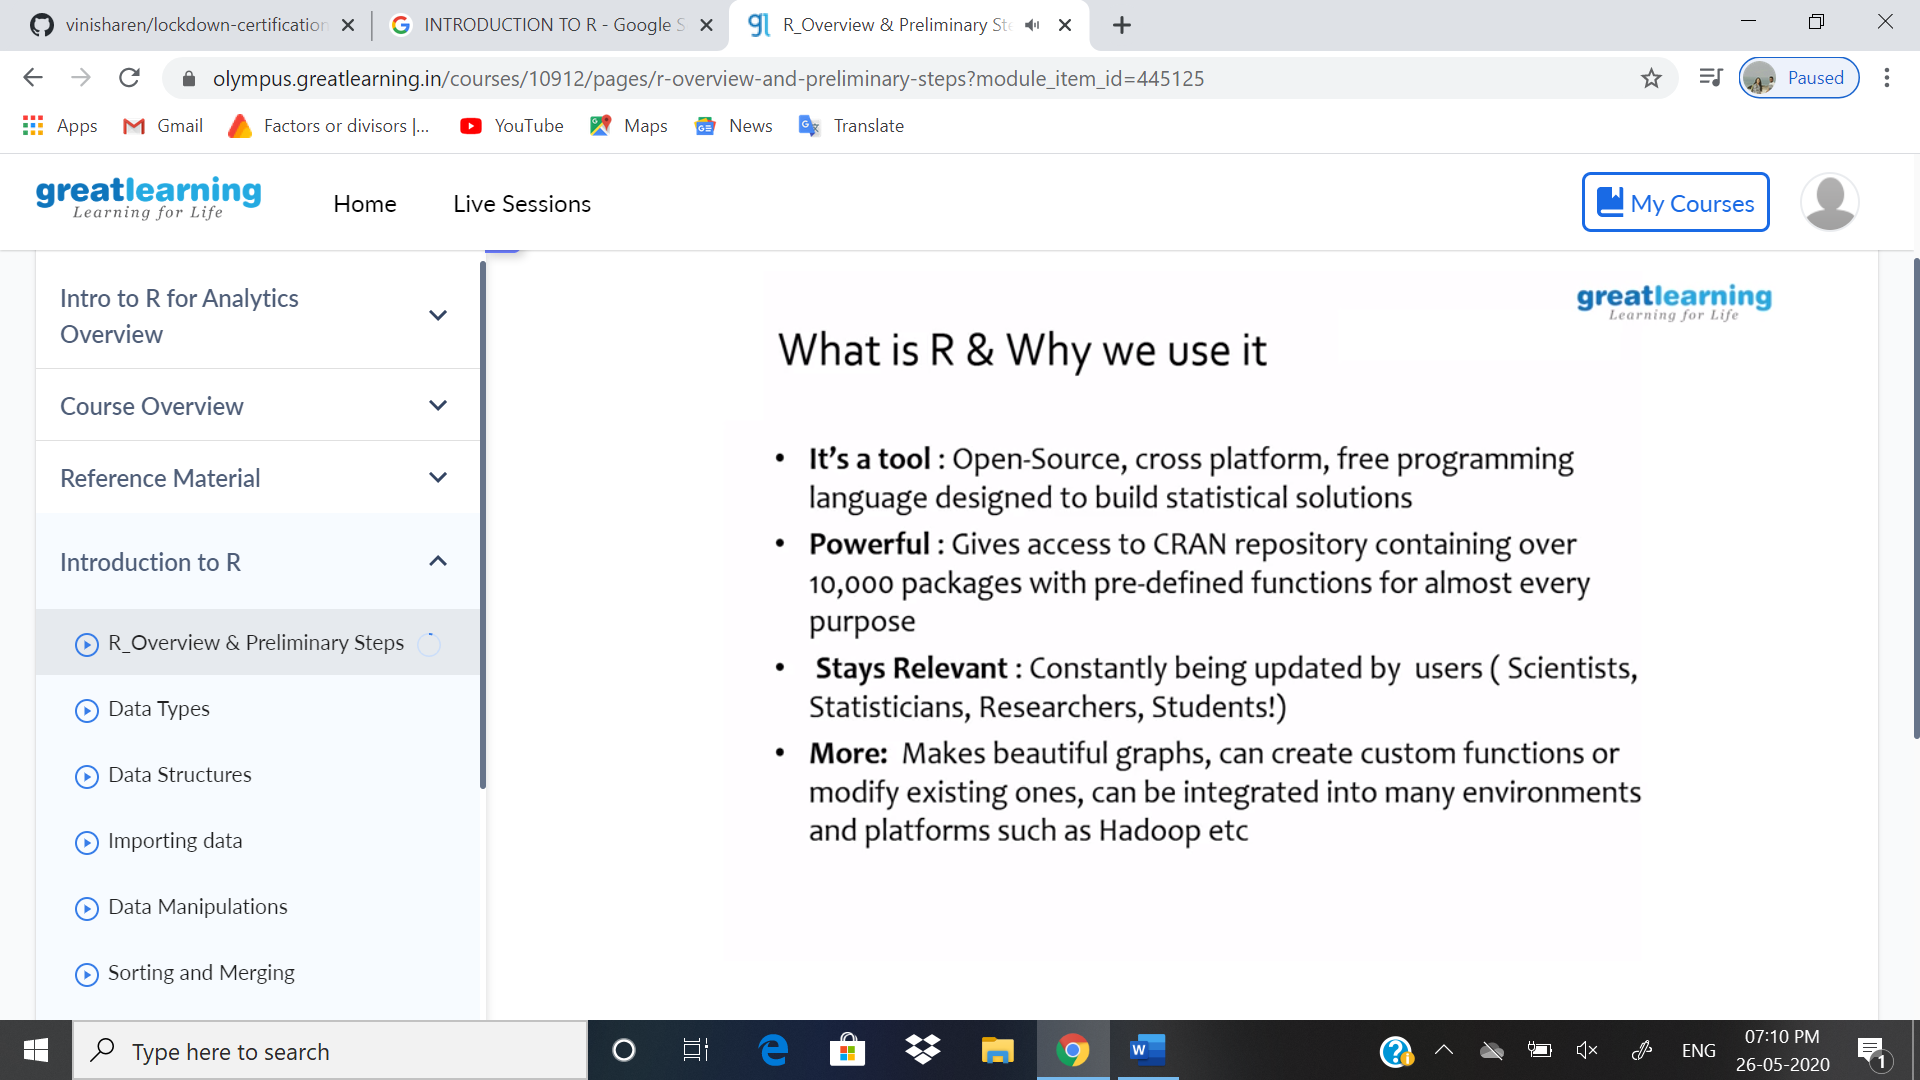 vinisharen/lockdown-certification
INTRODUCTION TO R - Google S
R_Overview & Preliminary Ste
olympus.greatlearning.in/courses/10912/pages/r-overview-and-preliminary-steps?module_item_id=445125
Paused
Apps
Gmail
Factors or divisors |...
YouTube
Maps
News
Translate
greatlearning
Learning for Life
Home
Live Sessions
My Courses
Intro to R for Analytics
Overview
Course Overview
Reference Material
Introduction to R
R_Overview & Preliminary Steps
Data Types
Data Structures
Importing data
Data Manipulations
Sorting and Merging
greatlearning
Learning for Life
What is R & Why we use it
• It’s a tool : Open-Source, cross platform, free programming
language designed to build statistical solutions
• Powerful : Gives access to CRAN repository containing over
10,000 packages with pre-defined functions for almost every
purpose
• Stays Relevant : Constantly being updated by users ( Scientists,
Statisticians, Researchers, Students!)
• More: Makes beautiful graphs, can create custom functions or
modify existing ones, can be integrated into many environments
and platforms such as Hadoop etc
Type here to search
ENG
07:10 PM
26-05-2020
1